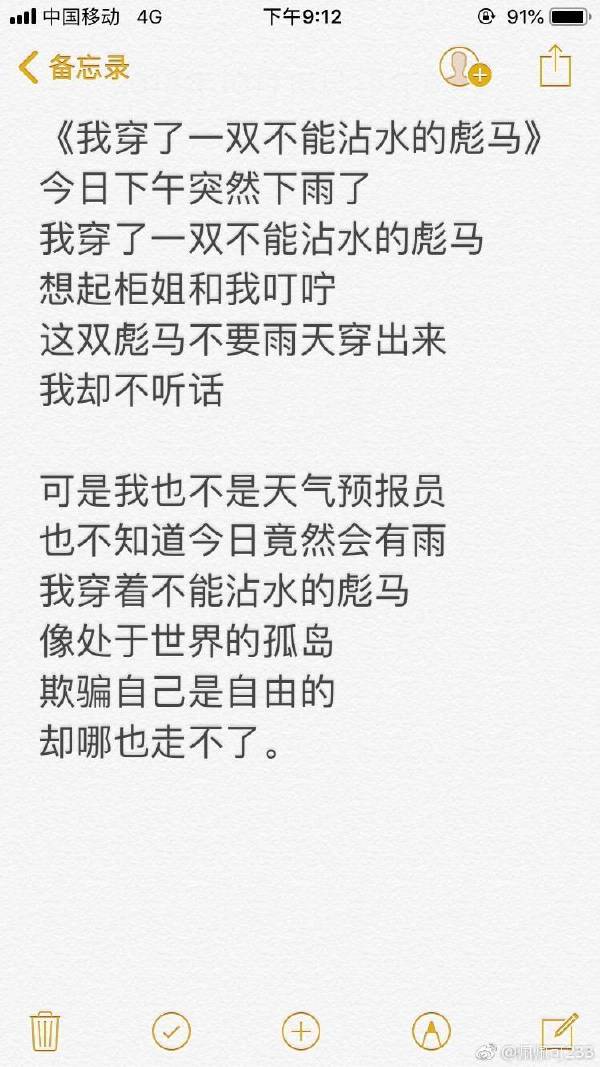 中国移动 4G 下午9:12 91%
备忘录
《我穿了一双不能沾水的彪马》
今日下午突然下雨了
我穿了一双不能沾水的彪马
想起柜姐和我叮咛
这双彪马不要雨天穿出来
我却不听话
可是我也不是天气预报员
也不知道今日竟然会有雨
我穿着不能沾水的彪马
像处于世界的孤岛
欺骗自己是自由的
却哪也走不了。